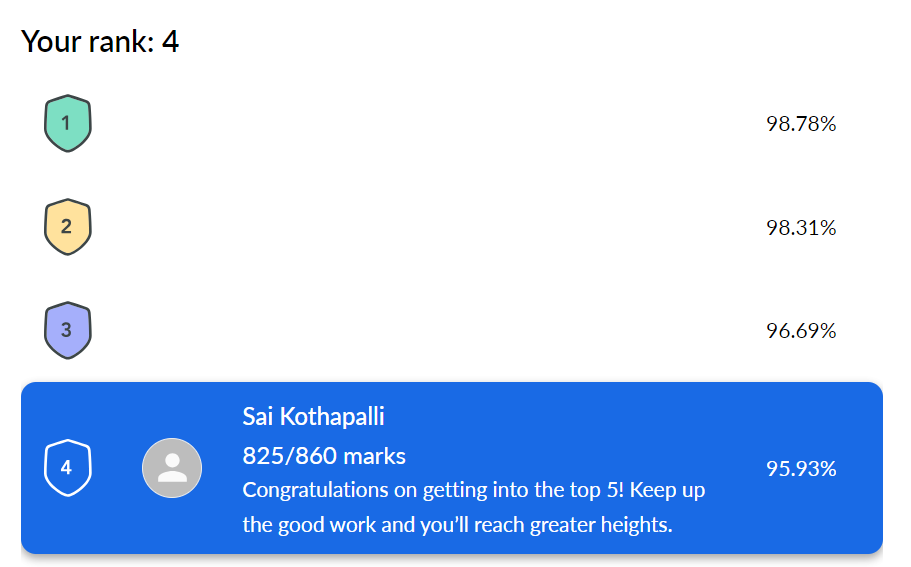 Your rank: 4
1
98.78%
2
98.31%
3
96.69%
Sai Kothapalli
825/860 marks
4
95.93%
Congratulations on getting into the top 5! Keep up
the good work and you’ll reach greater heights.